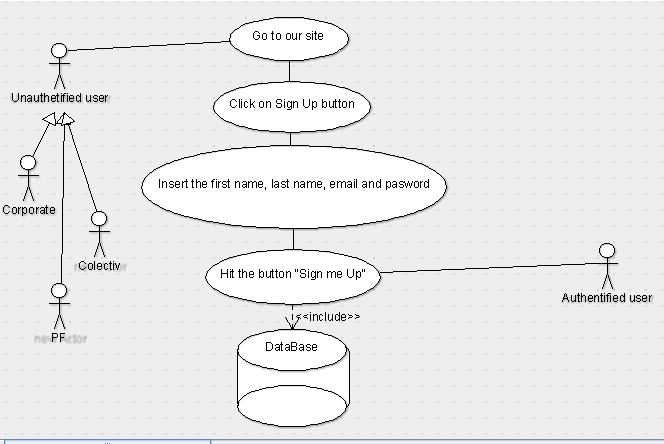 Go to our site
Unauthetified user
Click on Sign Up button
Corporate
Insert the first name, last name, email and pasword
Colectiv
Hit the button "Sign me Up"
Authentified user
<<include>>
PF
DataBase